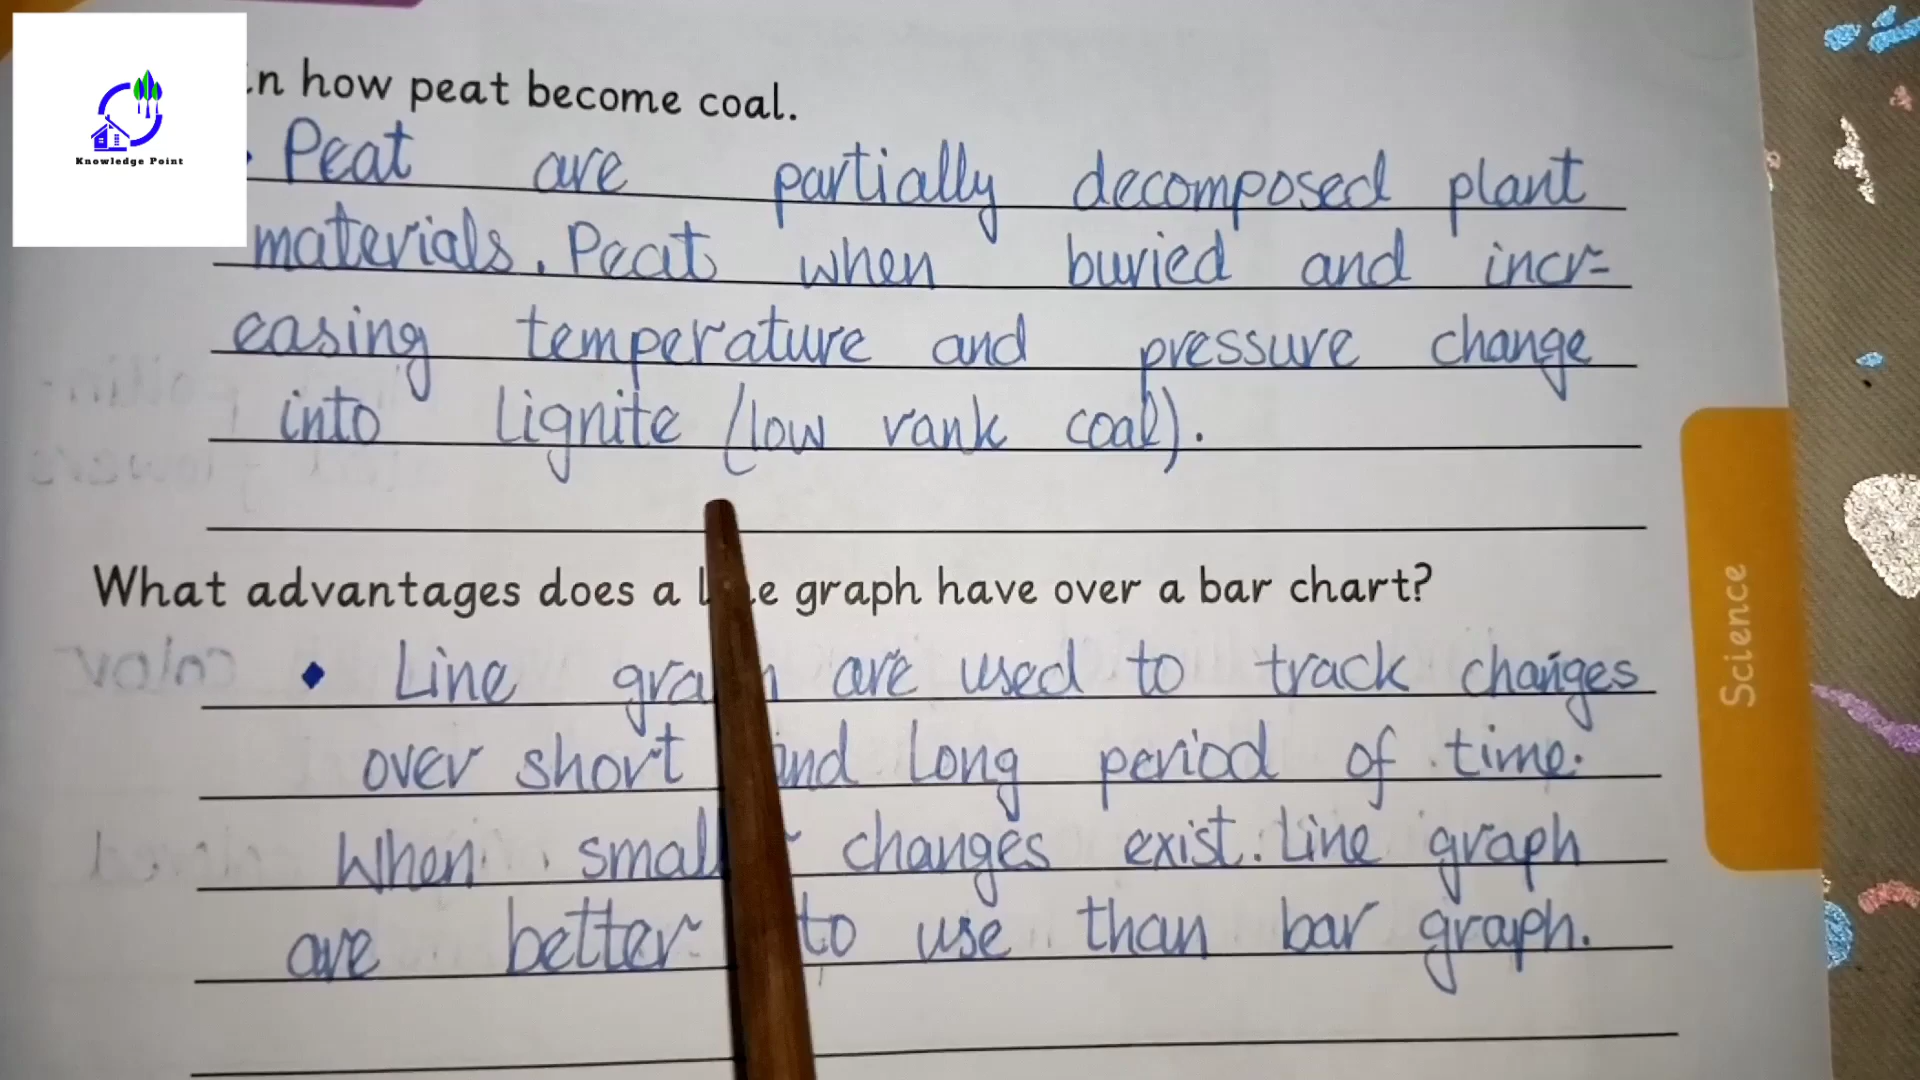 Knowledge Point
how peat become coal.
Peat are partially decomposed plant
materials. Peat when buried and incr=
easing temperature and pressure change
into Lignite (low rank coal).
What advantages does a graph have over a bar chart?
Line are used to track changes
over short and long period of time.
When changes exist. Line graph
are better to use than bar graph.
Science
color